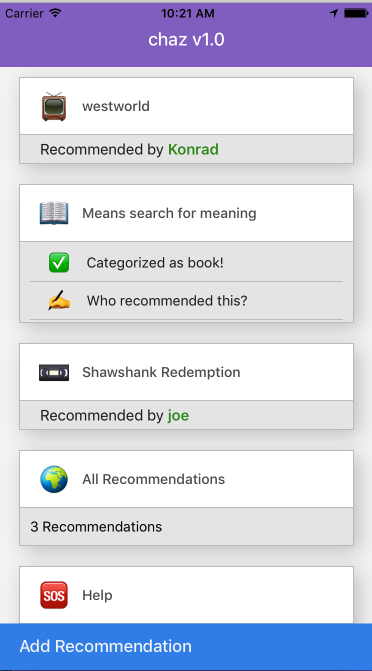 Carrier 10:21 AM
chaz v1.0
westworld
Recommended by Konrad
Means search for meaning
Categorized as book!
Who recommended this?
Shawshank Redemption
Recommended by joe
All Recommendations
3 Recommendations
SOS Help
Add Recommendation